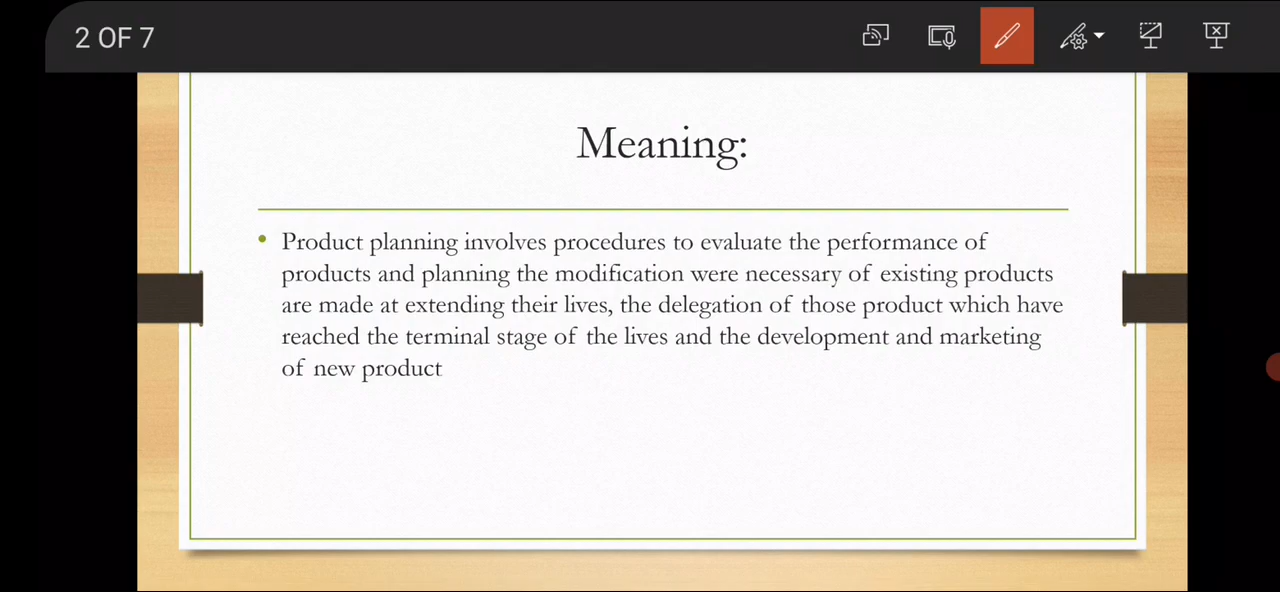 2 OF 7
Meaning:
• Product planning involves procedures to evaluate the performance of
products and planning the modification were necessary of existing products
are made at extending their lives, the delegation of those product which have
reached the terminal stage of the lives and the development and marketing
of new product